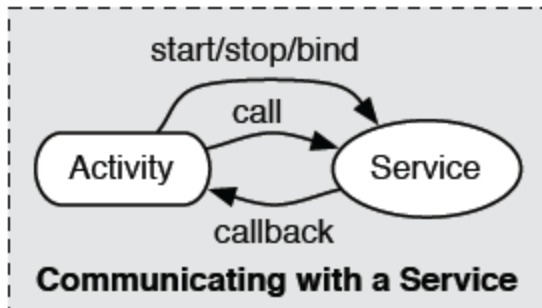 start/stop/bind
call
Activity
Service
callback
Communicating with a Service